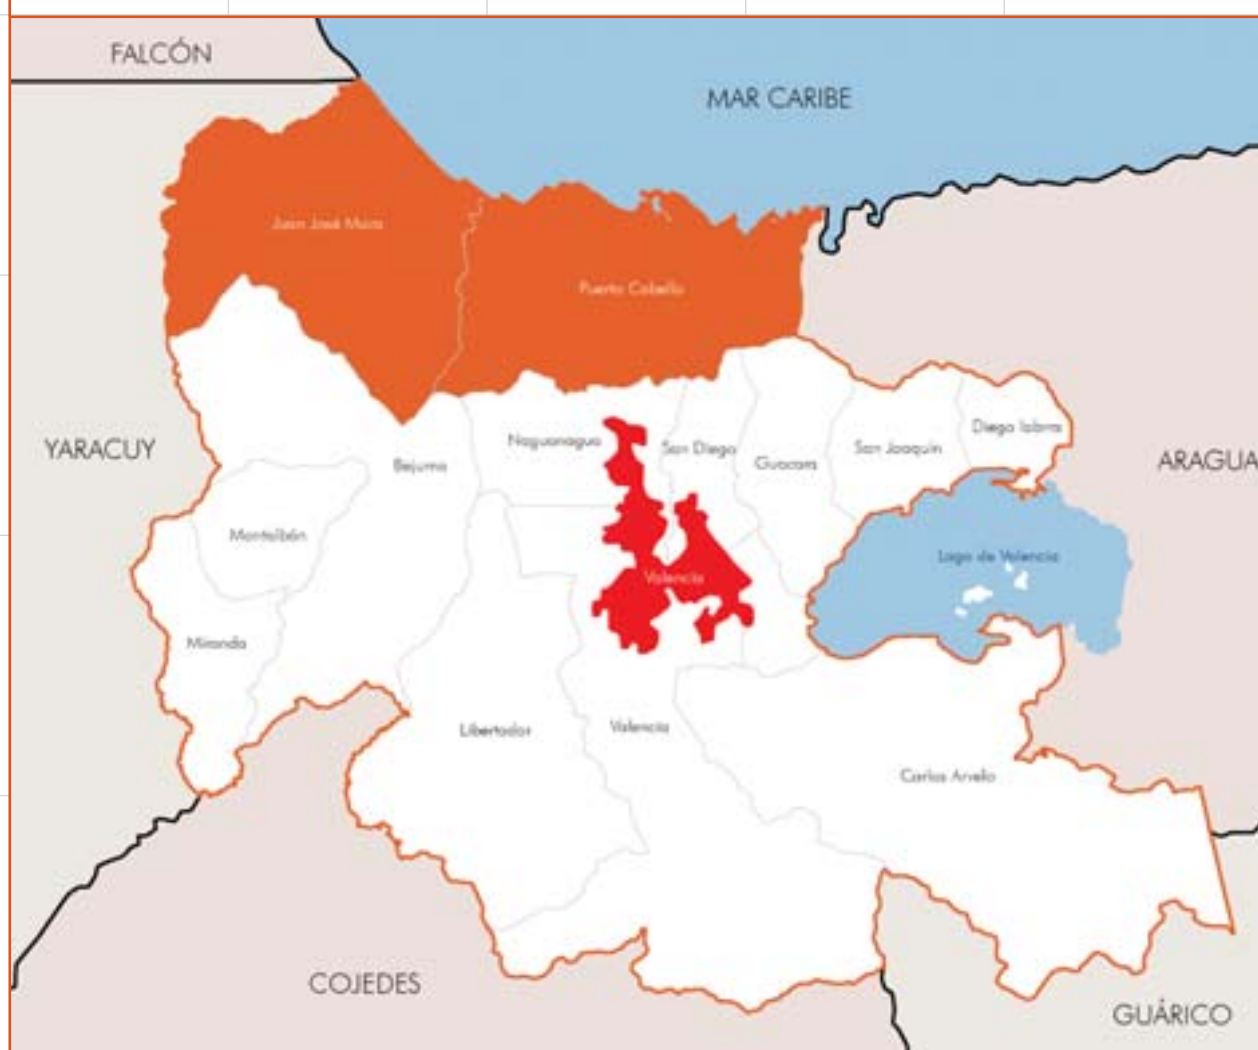 FALCÓN
MAR CARIBE
Juan José Mora
Puerto Cabello
YARACUY
Bejuma
Naguanagua
San Diego
Guacara
San Joaquín
Diego Ibarra
ARAGUA
Montalbán
Lago de Valencia
Valencia
Miranda
Libertador
Valencia
Carlos Arvelo
COJEDES
GUÁRICO